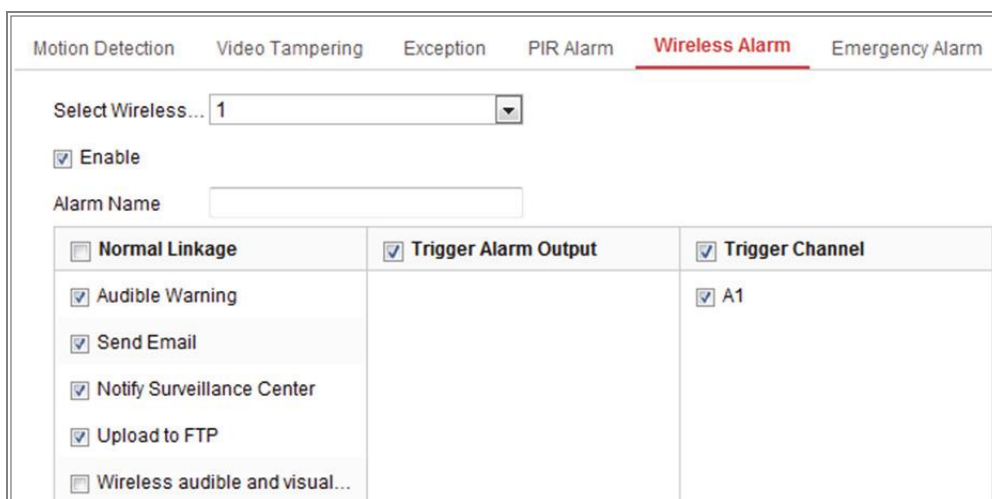 Motion Detection Video Tampering Exception PIR Alarm Wireless Alarm Emergency Alarm
Select Wireless... 1
Enable
Alarm Name
Normal Linkage Trigger Alarm Output Trigger Channel
Audible Warning A1
Send Email
Notify Surveillance Center
Upload to FTP
Wireless audible and visual...